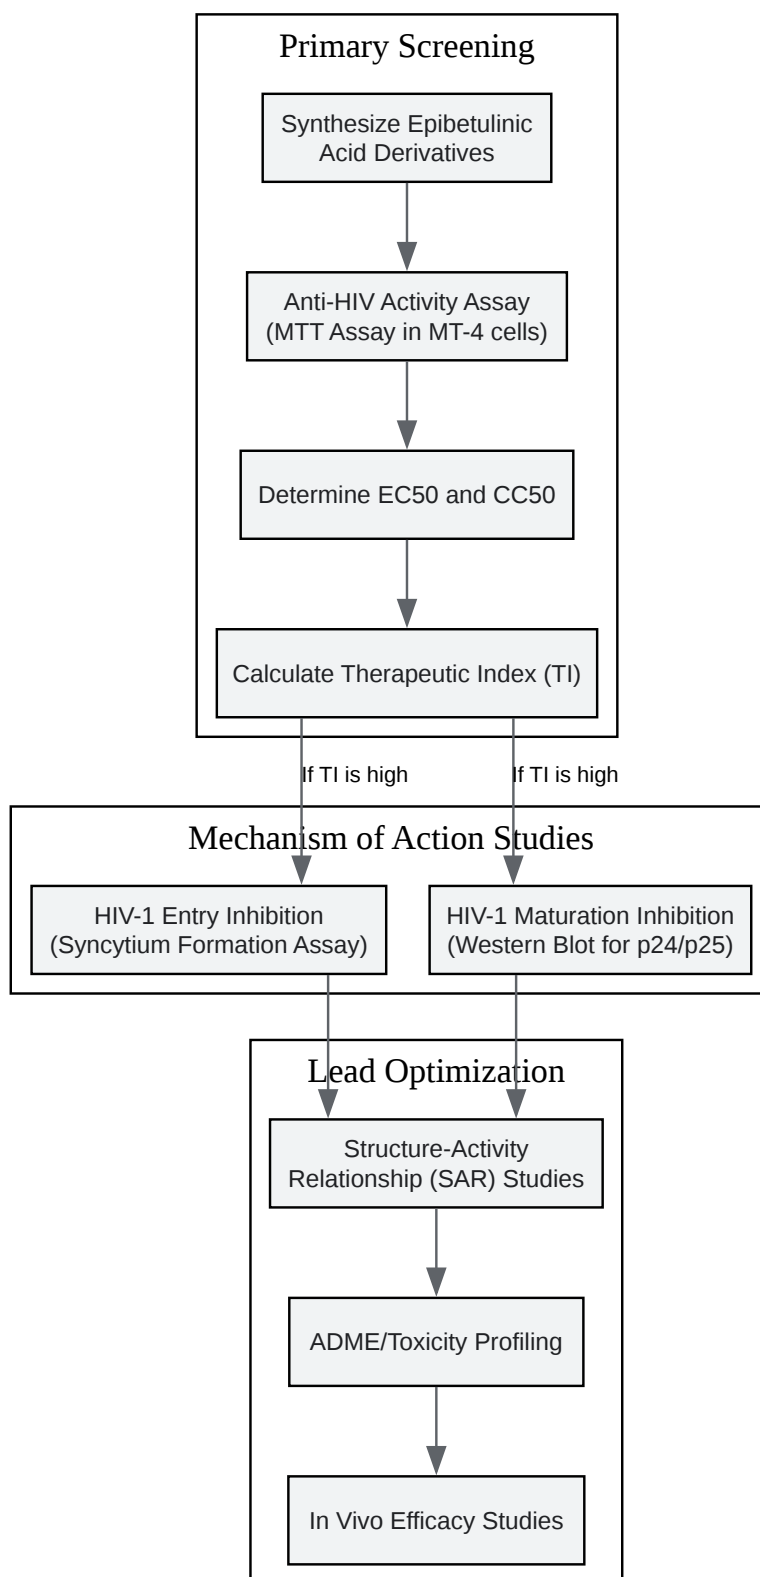 Primary Screening
Synthesize Epibetulinic
Acid Derivatives
Anti-HIV Activity Assay
(MTT Assay in MT-4 cells)
Determine EC50 and CC50
Calculate Therapeutic Index (TI)
If TI is high
If TI is high
Mechanism of Action Studies
HIV-1 Entry Inhibition
(Syncytium Formation Assay)
HIV-1 Maturation Inhibition
(Western Blot for p24/p25)
Lead Optimization
Structure-Activity
Relationship (SAR) Studies
ADME/Toxicity Profiling
In Vivo Efficacy Studies